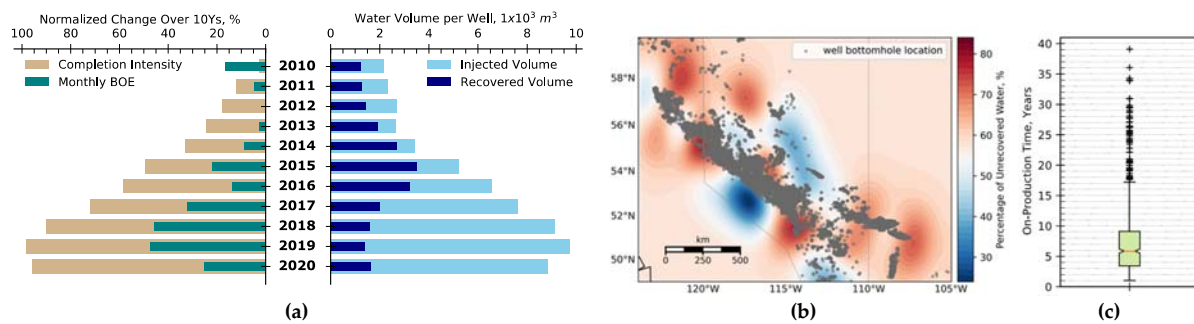 Normalized Change Over 10Ys, %
100 80 60 40 20 0
Completion Intensity
Monthly BOE
Water Volume per Well, 1x10³ m³
0 2 4 6 8 10
Injected Volume
Recovered Volume
2010
2011
2012
2013
2014
2015
2016
2017
2018
2019
2020
(a)
well bottomhole location
58°N
56°N
54°N
52°N
50°N
km
0 250 500
120°W 115°W 110°W 105°W
80
70
60
50
40
30
Percentage of Unrecovered Water, %
(b)
On-Production Time, Years
40
35
30
25
20
15
10
5
0
1
(c)